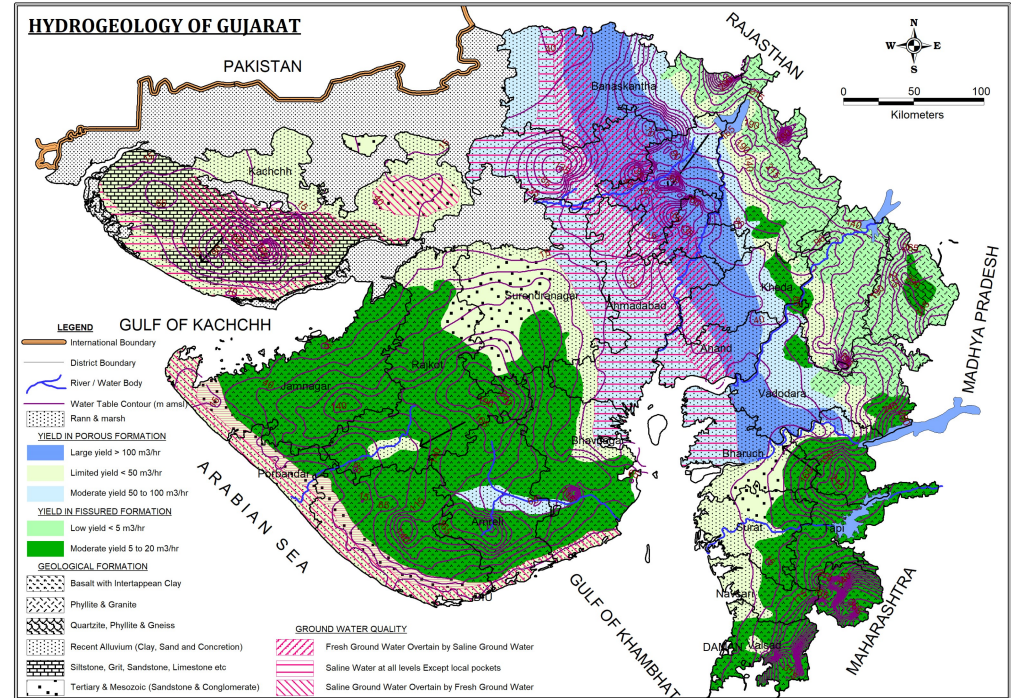 HYDROGEOLOGY OF GUJARAT
PAKISTAN
RAJASTHAN
N
W E
S
0 50 100
Kilometers
Banaskantha
Kachchh
MADHYA PRADESH
Kheda
Surendranagar
Ahmadabad
GULF OF KACHCHH
Anand
Rajkot
Jamnagar
Vadodara
Bhavnagar
Bharuch
Porbandar
ARABIAN SEA
Amreli
Surat
Tapi
Navsari
DIU
GULF OF KHAMBHAT
DAMAN
Valsad
MAHARASHTRA
LEGEND
International Boundary
District Boundary
River / Water Body
Water Table Contour (m amsl)
Rann & marsh
YIELD IN POROUS FORMATION
Large yield > 100 m3/hr
Limited yield < 50 m3/hr
Moderate yield 50 to 100 m3/hr
YIELD IN FISSURED FORMATION
Low yield < 5 m3/hr
Moderate yield 5 to 20 m3/hr
GEOLOGICAL FORMATION
Basalt with Intertappean Clay
Phyllite & Granite
Quartzite, Phyllite & Gneiss
Recent Alluvium (Clay, Sand and Concretion)
Siltstone, Grit, Sandstone, Limestone etc
Tertiary & Mesozoic (Sandstone & Conglomerate)
GROUND WATER QUALITY
Fresh Ground Water Overtain by Saline Ground Water
Saline Water at all levels Except local pockets
Saline Ground Water Overtain by Fresh Ground Water